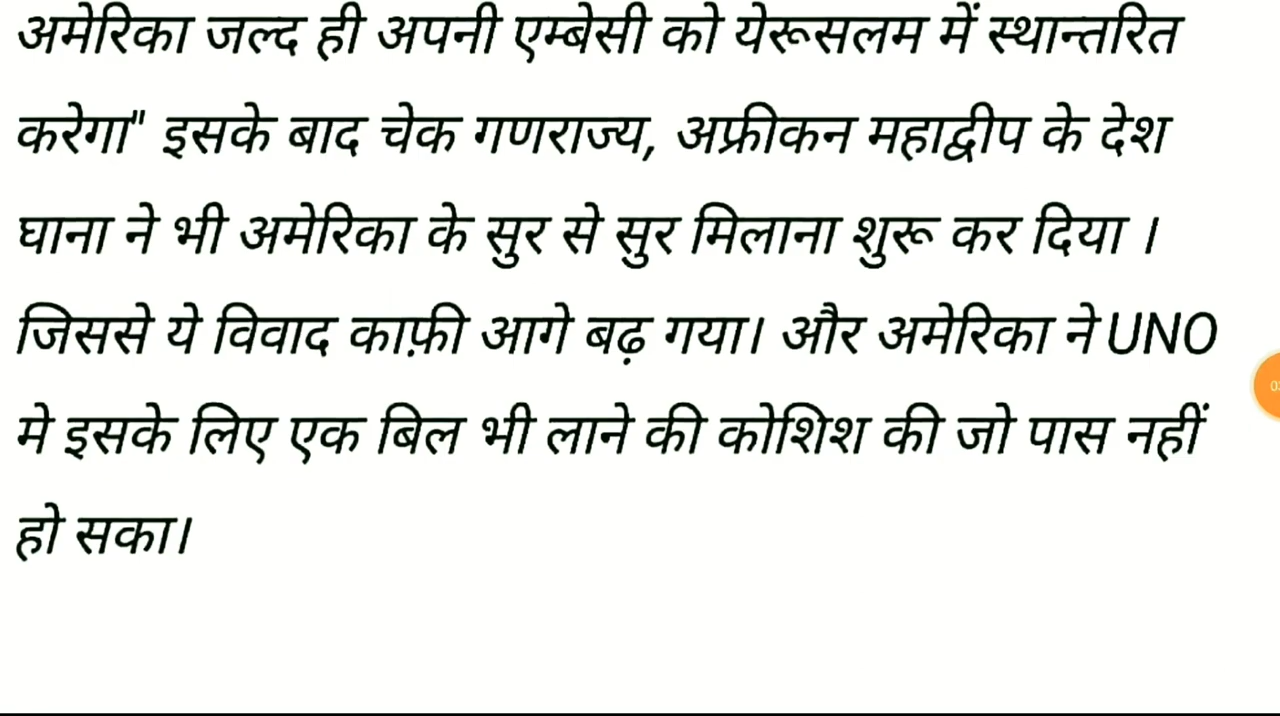 अमेरिका जल्द ही अपनी एम्बेसी को येरूसलम में स्थान्तरित
करेगा" इसके बाद चेक गणराज्य, अफ्रीकन महाद्वीप के देश
घाना ने भी अमेरिका के सुर से सुर मिलाना शुरू कर दिया ।
जिससे ये विवाद काफ़ी आगे बढ़ गया। और अमेरिका ने UNO
मे इसके लिए एक बिल भी लाने की कोशिश की जो पास नहीं
हो सका।